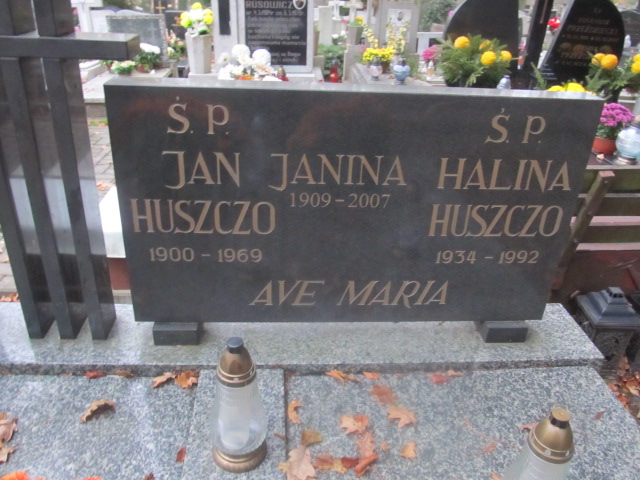 Ś. P.
JAN
HUSZCZO
1900 - 1969
JANINA
1909 - 2007
Ś. P.
HALINA
HUSZCZO
1934 - 1992
AVE MARIA